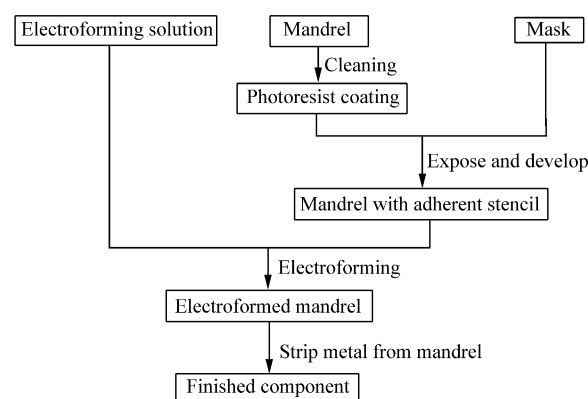 Electroforming solution
Mandrel
Mask
Cleaning
Photoresist coating
Expose and develop
Mandrel with adherent stencil
Electroforming
Electroformed mandrel
Strip metal from mandrel
Finished component